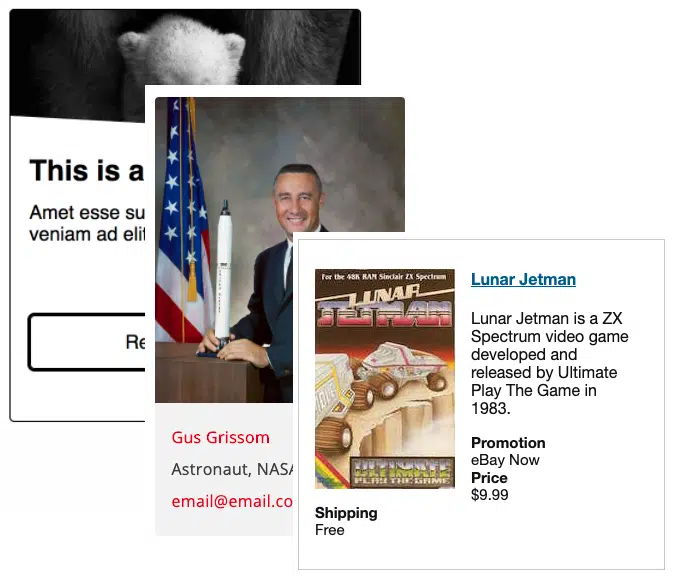 This is a
Amet esse su
veniam ad elit
Re
Gus Grissom
Astronaut, NASA
email@email.co
For the 48K RAM Sinclair ZX Spectrum
LUNAR
JETMAN
ULTIMATE
PLAY THE GAME
Lunar Jetman
Lunar Jetman is a ZX
Spectrum video game
developed and
released by Ultimate
Play The Game in
1983.
Promotion
eBay Now
Price
$9.99
Shipping
Free